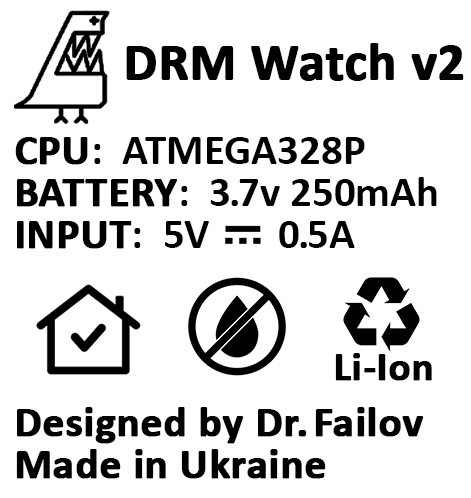 DRM Watch v2
CPU: ATMEGA328P
BATTERY: 3.7v 250mAh
INPUT: 5V ⎓ 0.5A
Li-Ion
Designed by Dr. Failov
Made in Ukraine